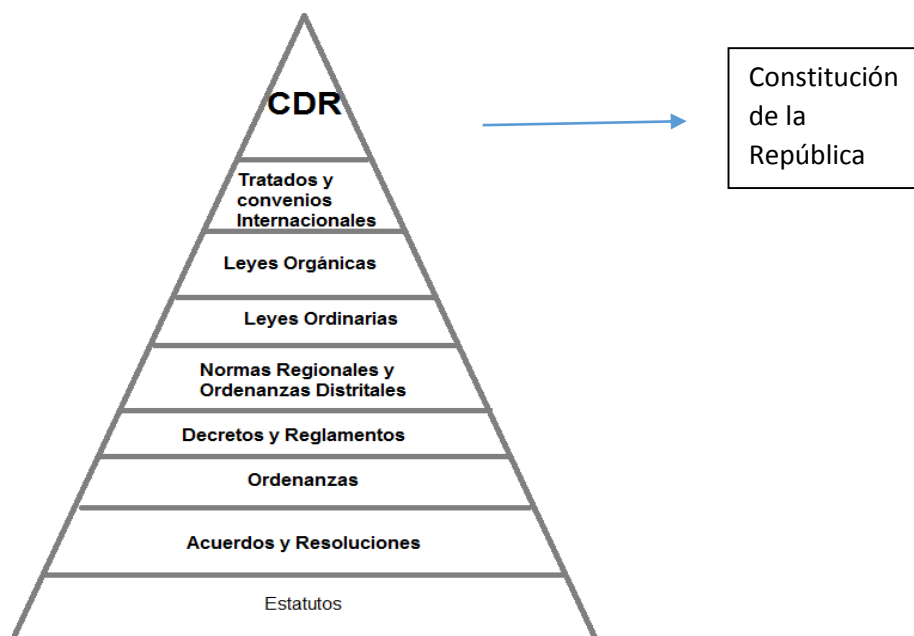 CDR
Constitución
de la
República
Tratados y
convenios
Internacionales
Leyes Orgánicas
Leyes Ordinarias
Normas Regionales y
Ordenanzas Distritales
Decretos y Reglamentos
Ordenanzas
Acuerdos y Resoluciones
Estatutos